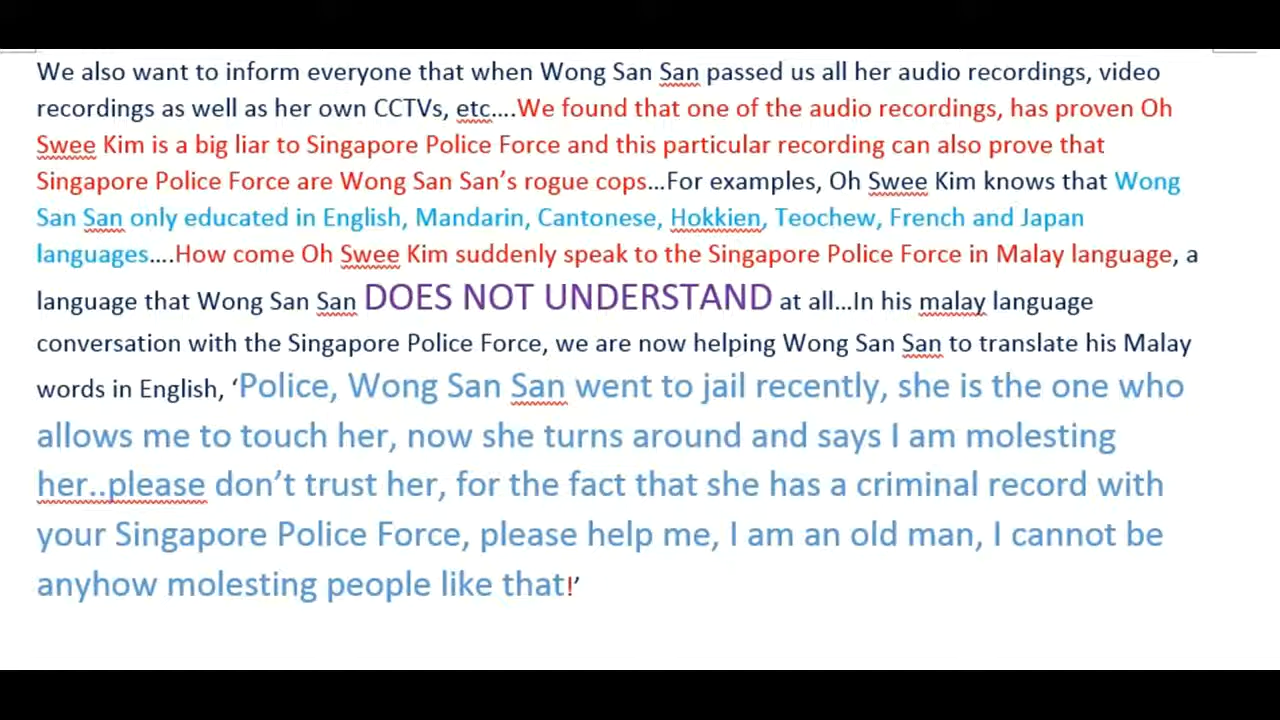 We also want to inform everyone that when Wong San San passed us all her audio recordings, video
recordings as well as her own CCTVs, etc....We found that one of the audio recordings, has proven Oh
Swee Kim is a big liar to Singapore Police Force and this particular recording can also prove that
Singapore Police Force are Wong San San's rogue cops...For examples, Oh Swee Kim knows that Wong
San San only educated in English, Mandarin, Cantonese, Hokkien, Teochew, French and Japan
languages....How come Oh Swee Kim suddenly speak to the Singapore Police Force in Malay language, a
language that Wong San San DOES NOT UNDERSTAND at all...In his malay language
conversation with the Singapore Police Force, we are now helping Wong San San to translate his Malay
words in English, ‘Police, Wong San San went to jail recently, she is the one who
allows me to touch her, now she turns around and says I am molesting
her..please don’t trust her, for the fact that she has a criminal record with
your Singapore Police Force, please help me, I am an old man, I cannot be
anyhow molesting people like that!’